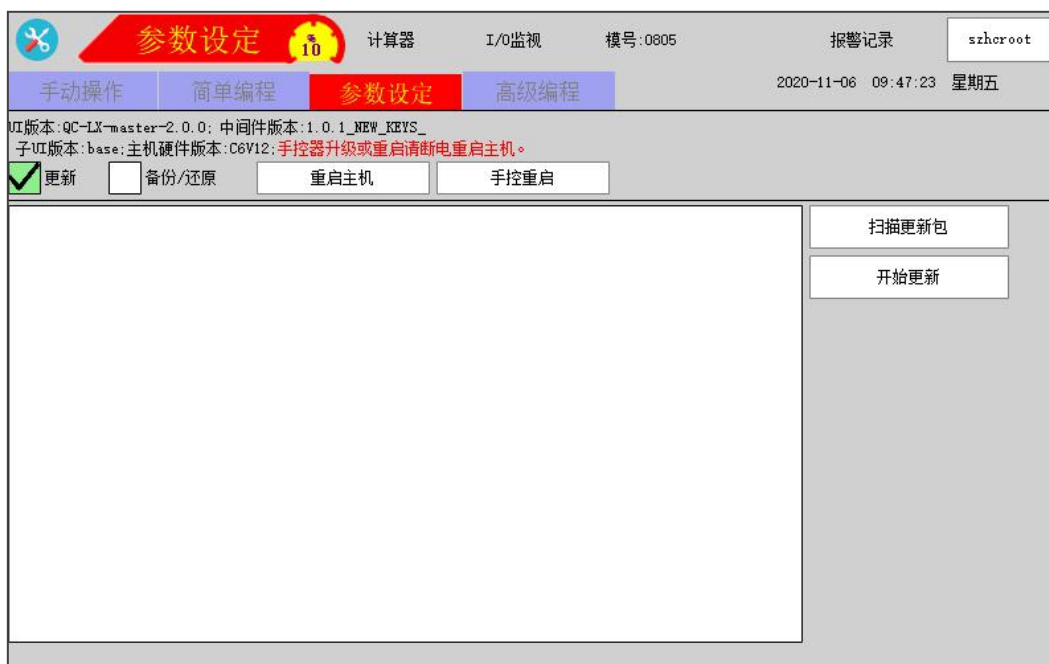 参数设定 % 10 计算器 I/O监视 模号:0805 报警记录 szhcroot
手动操作 简单编程 参数设定 高级编程 2020-11-06 09:47:23 星期五
UI版本:QC-LX-master-2.0.0; 中间件版本:1.0.1_NEW_KEYS_
子UI版本:base;主机硬件版本:C6V12;手控器升级或重启请断电重启主机。
更新 备份/还原 重启主机 手控重启
扫描更新包
开始更新